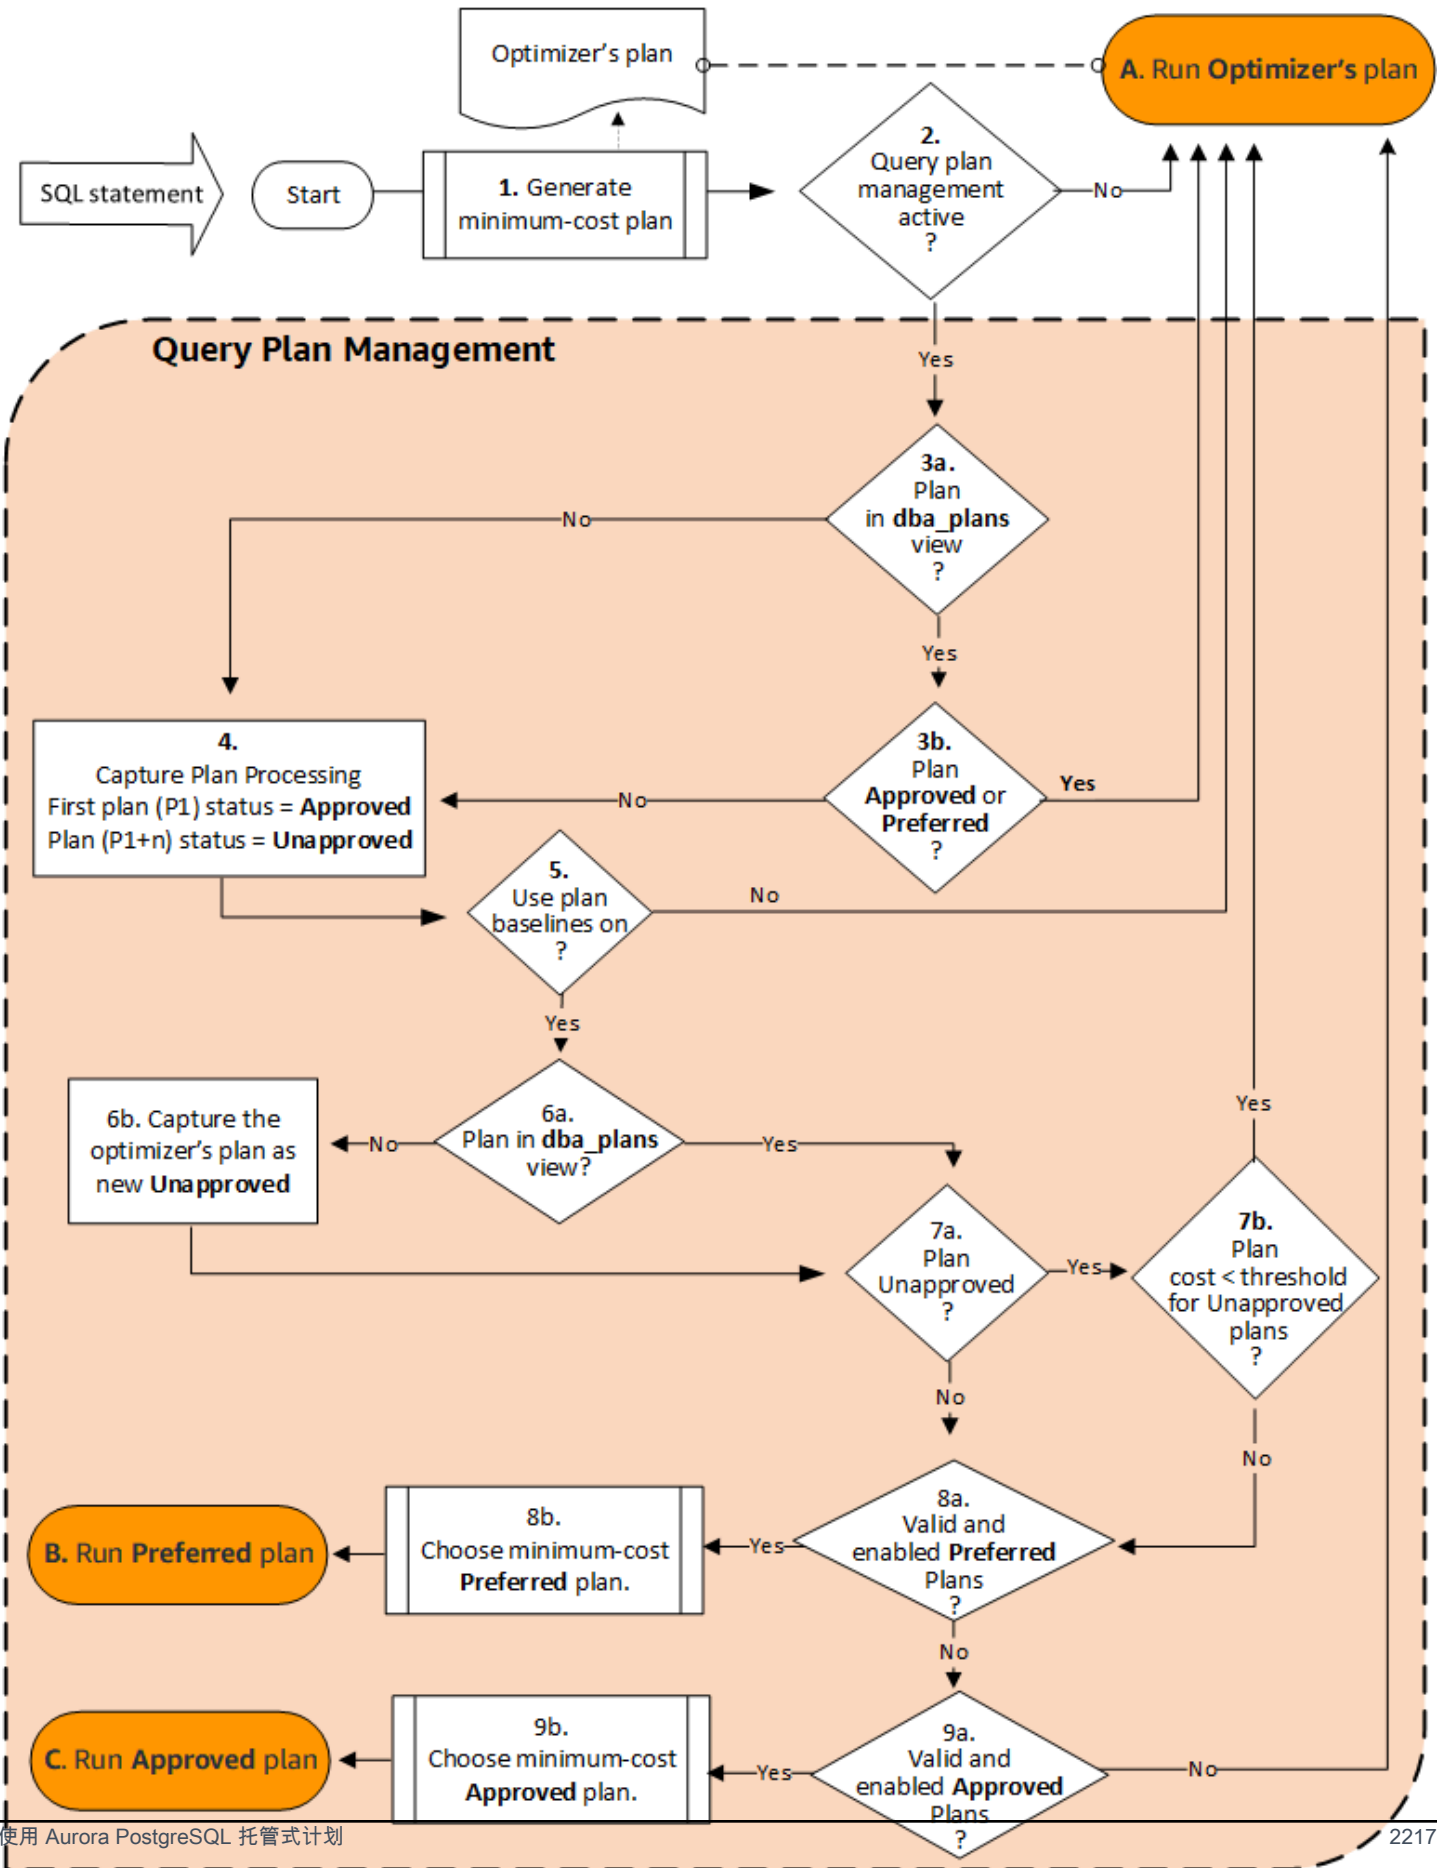 Optimizer's plan
A. Run Optimizer's plan
SQL statement
Start
1. Generate
minimum-cost plan
2.
Query plan
management
active
?
No
Query Plan Management
Yes
3a.
Plan
in dba_plans
view
?
No
Yes
4.
Capture Plan Processing
First plan (P1) status = Approved
Plan (P1+n) status = Unapproved
No
3b.
Plan
Approved or
Preferred
?
Yes
5.
Use plan
baselines on
?
No
Yes
6b. Capture the
optimizer's plan as
new Unapproved
No
6a.
Plan in dba_plans
view?
Yes
7a.
Plan
Unapproved
?
Yes
Yes
7b.
Plan
cost < threshold
for Unapproved
plans
?
No
No
B. Run Preferred plan
8b.
Choose minimum-cost
Preferred plan.
Yes
8a.
Valid and
enabled Preferred
Plans
?
No
C. Run Approved plan
9b.
Choose minimum-cost
Approved plan.
Yes
9a.
Valid and
enabled Approved
Plans
?
No
使用 Aurora PostgreSQL 托管式计划
2217